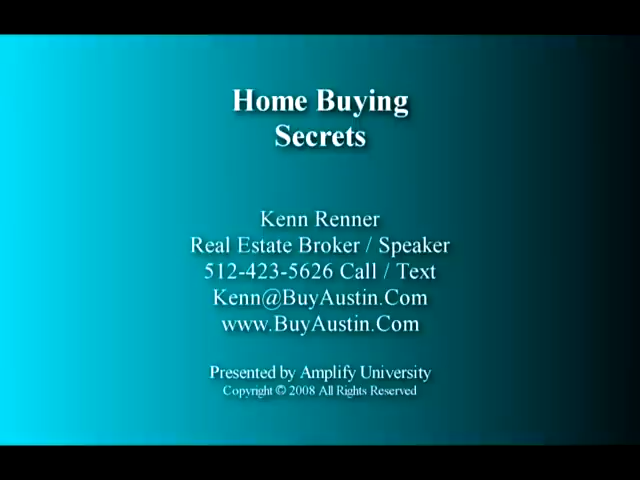 Home Buying
Secrets
Kenn Renner
Real Estate Broker / Speaker
512-423-5626 Call / Text
Kenn@BuyAustin.Com
www.BuyAustin.Com
Presented by Amplify University
Copyright © 2008 All Rights Reserved